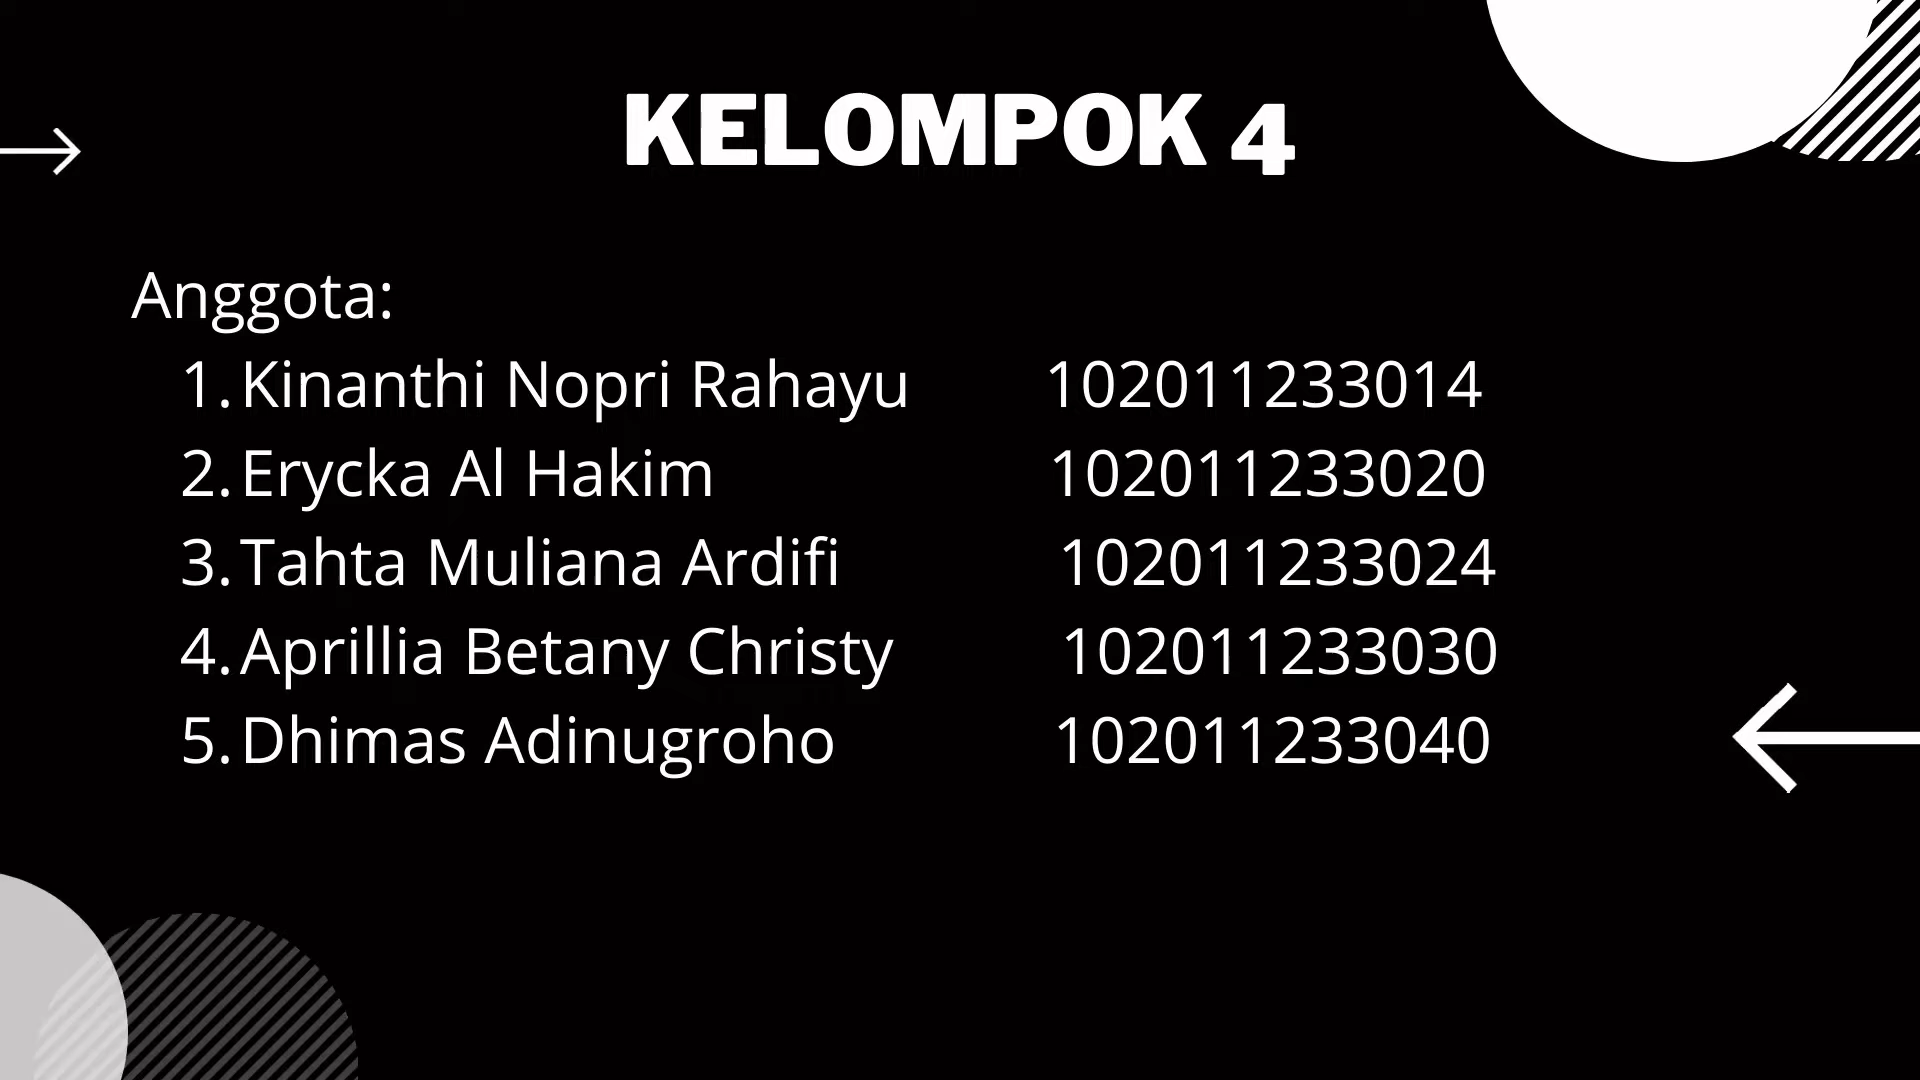 KELOMPOK 4
Anggota:
1. Kinanthi Nopri Rahayu 102011233014
2. Erycka Al Hakim 102011233020
3. Tahta Muliana Ardifi 102011233024
4. Aprillia Betany Christy 102011233030
5. Dhimas Adinugroho 102011233040